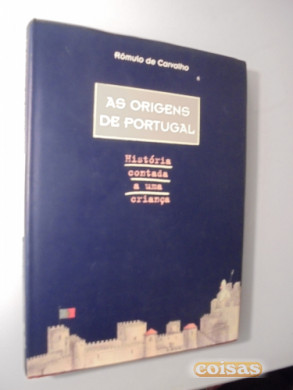 Rómulo de Carvalho
AS ORIGENS
DE PORTUGAL
História
contada
a uma
criança
coisas